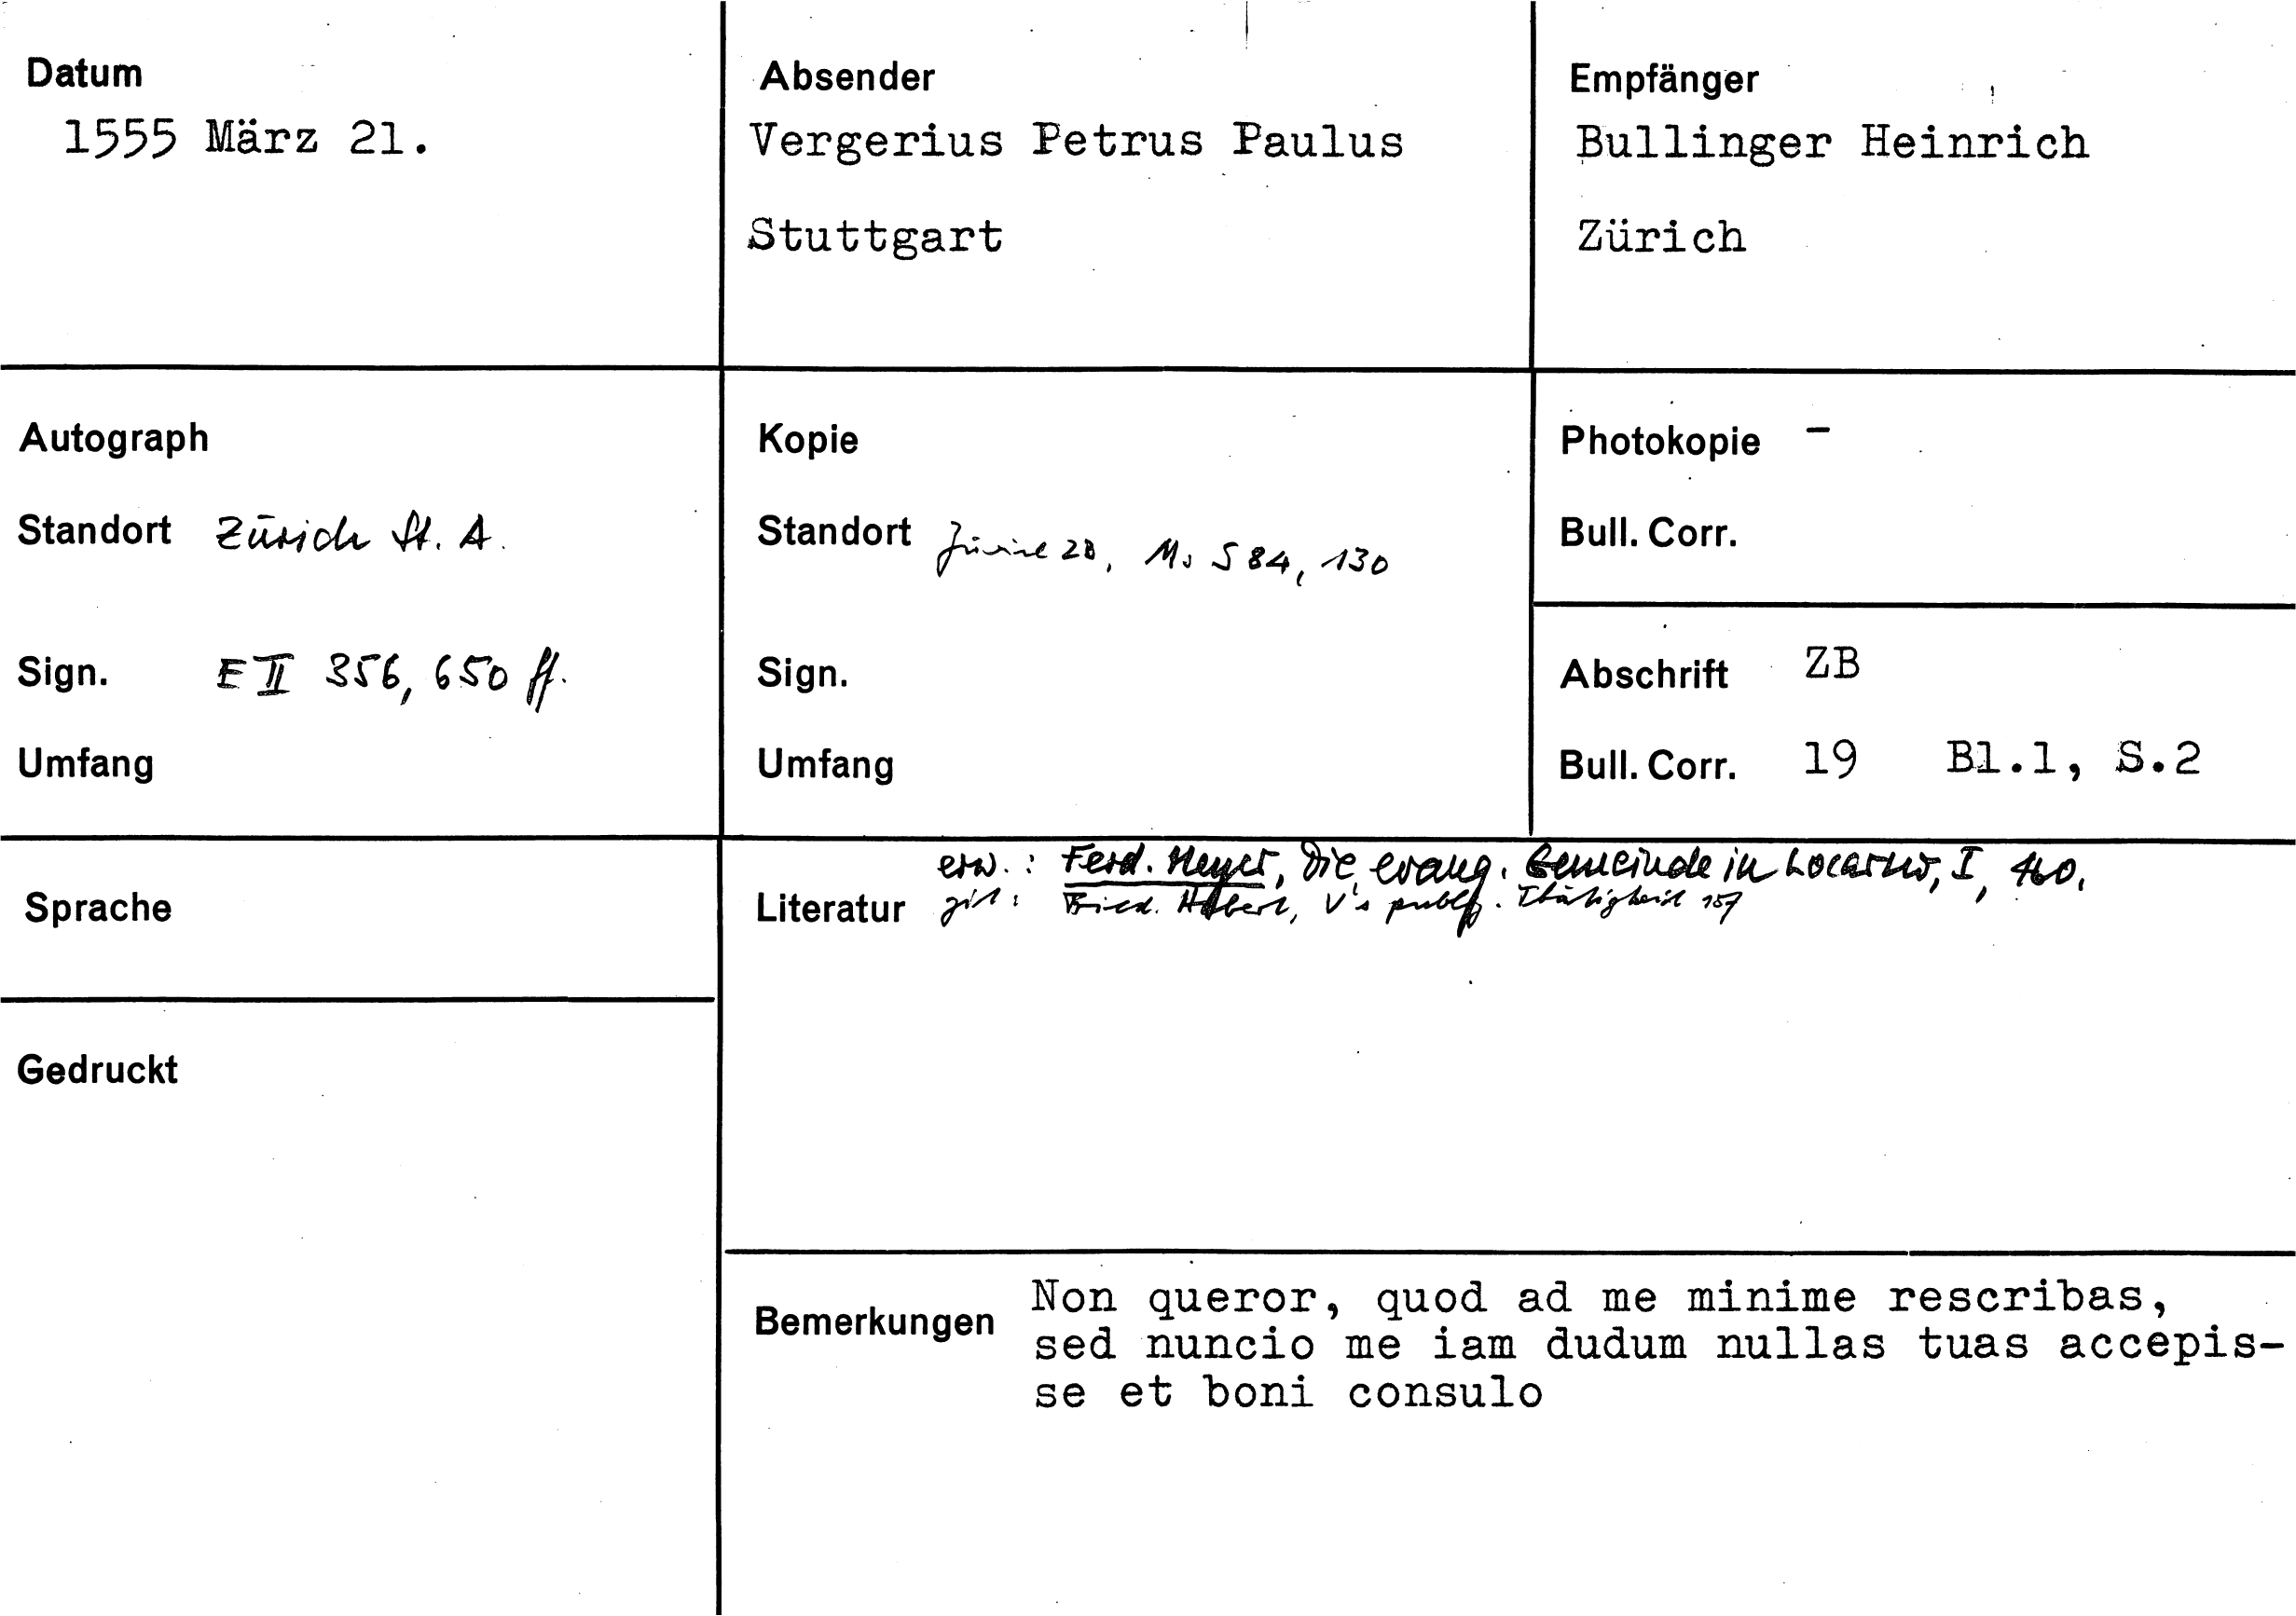 Datum
1555 März 21.
Absender
Vergerius Petrus Paulus
Stuttgart
Empfänger
Bullinger Heinrich
Zürich
Autograph
Standort Zürich St. A.
Sign. E II 356, 650 ff.
Umfang
Kopie
Standort Zürich ZB, Ms S 84, 130
Sign.
Umfang
Photokopie -
Bull. Corr.
Abschrift ZB
Bull. Corr. 19 Bl.1, S.2
Sprache
Gedruckt
erw.: Ferd. Meyer, Die evang. Gemeinde in Locarno, I,
Literatur zit: Fried. Hubert, V's publ. Thätigkeit 157
Bemerkungen Non queror, quod ad me minime rescribas,
sed nuncio me iam dudum nullas tuas accepis-
se et boni consulo